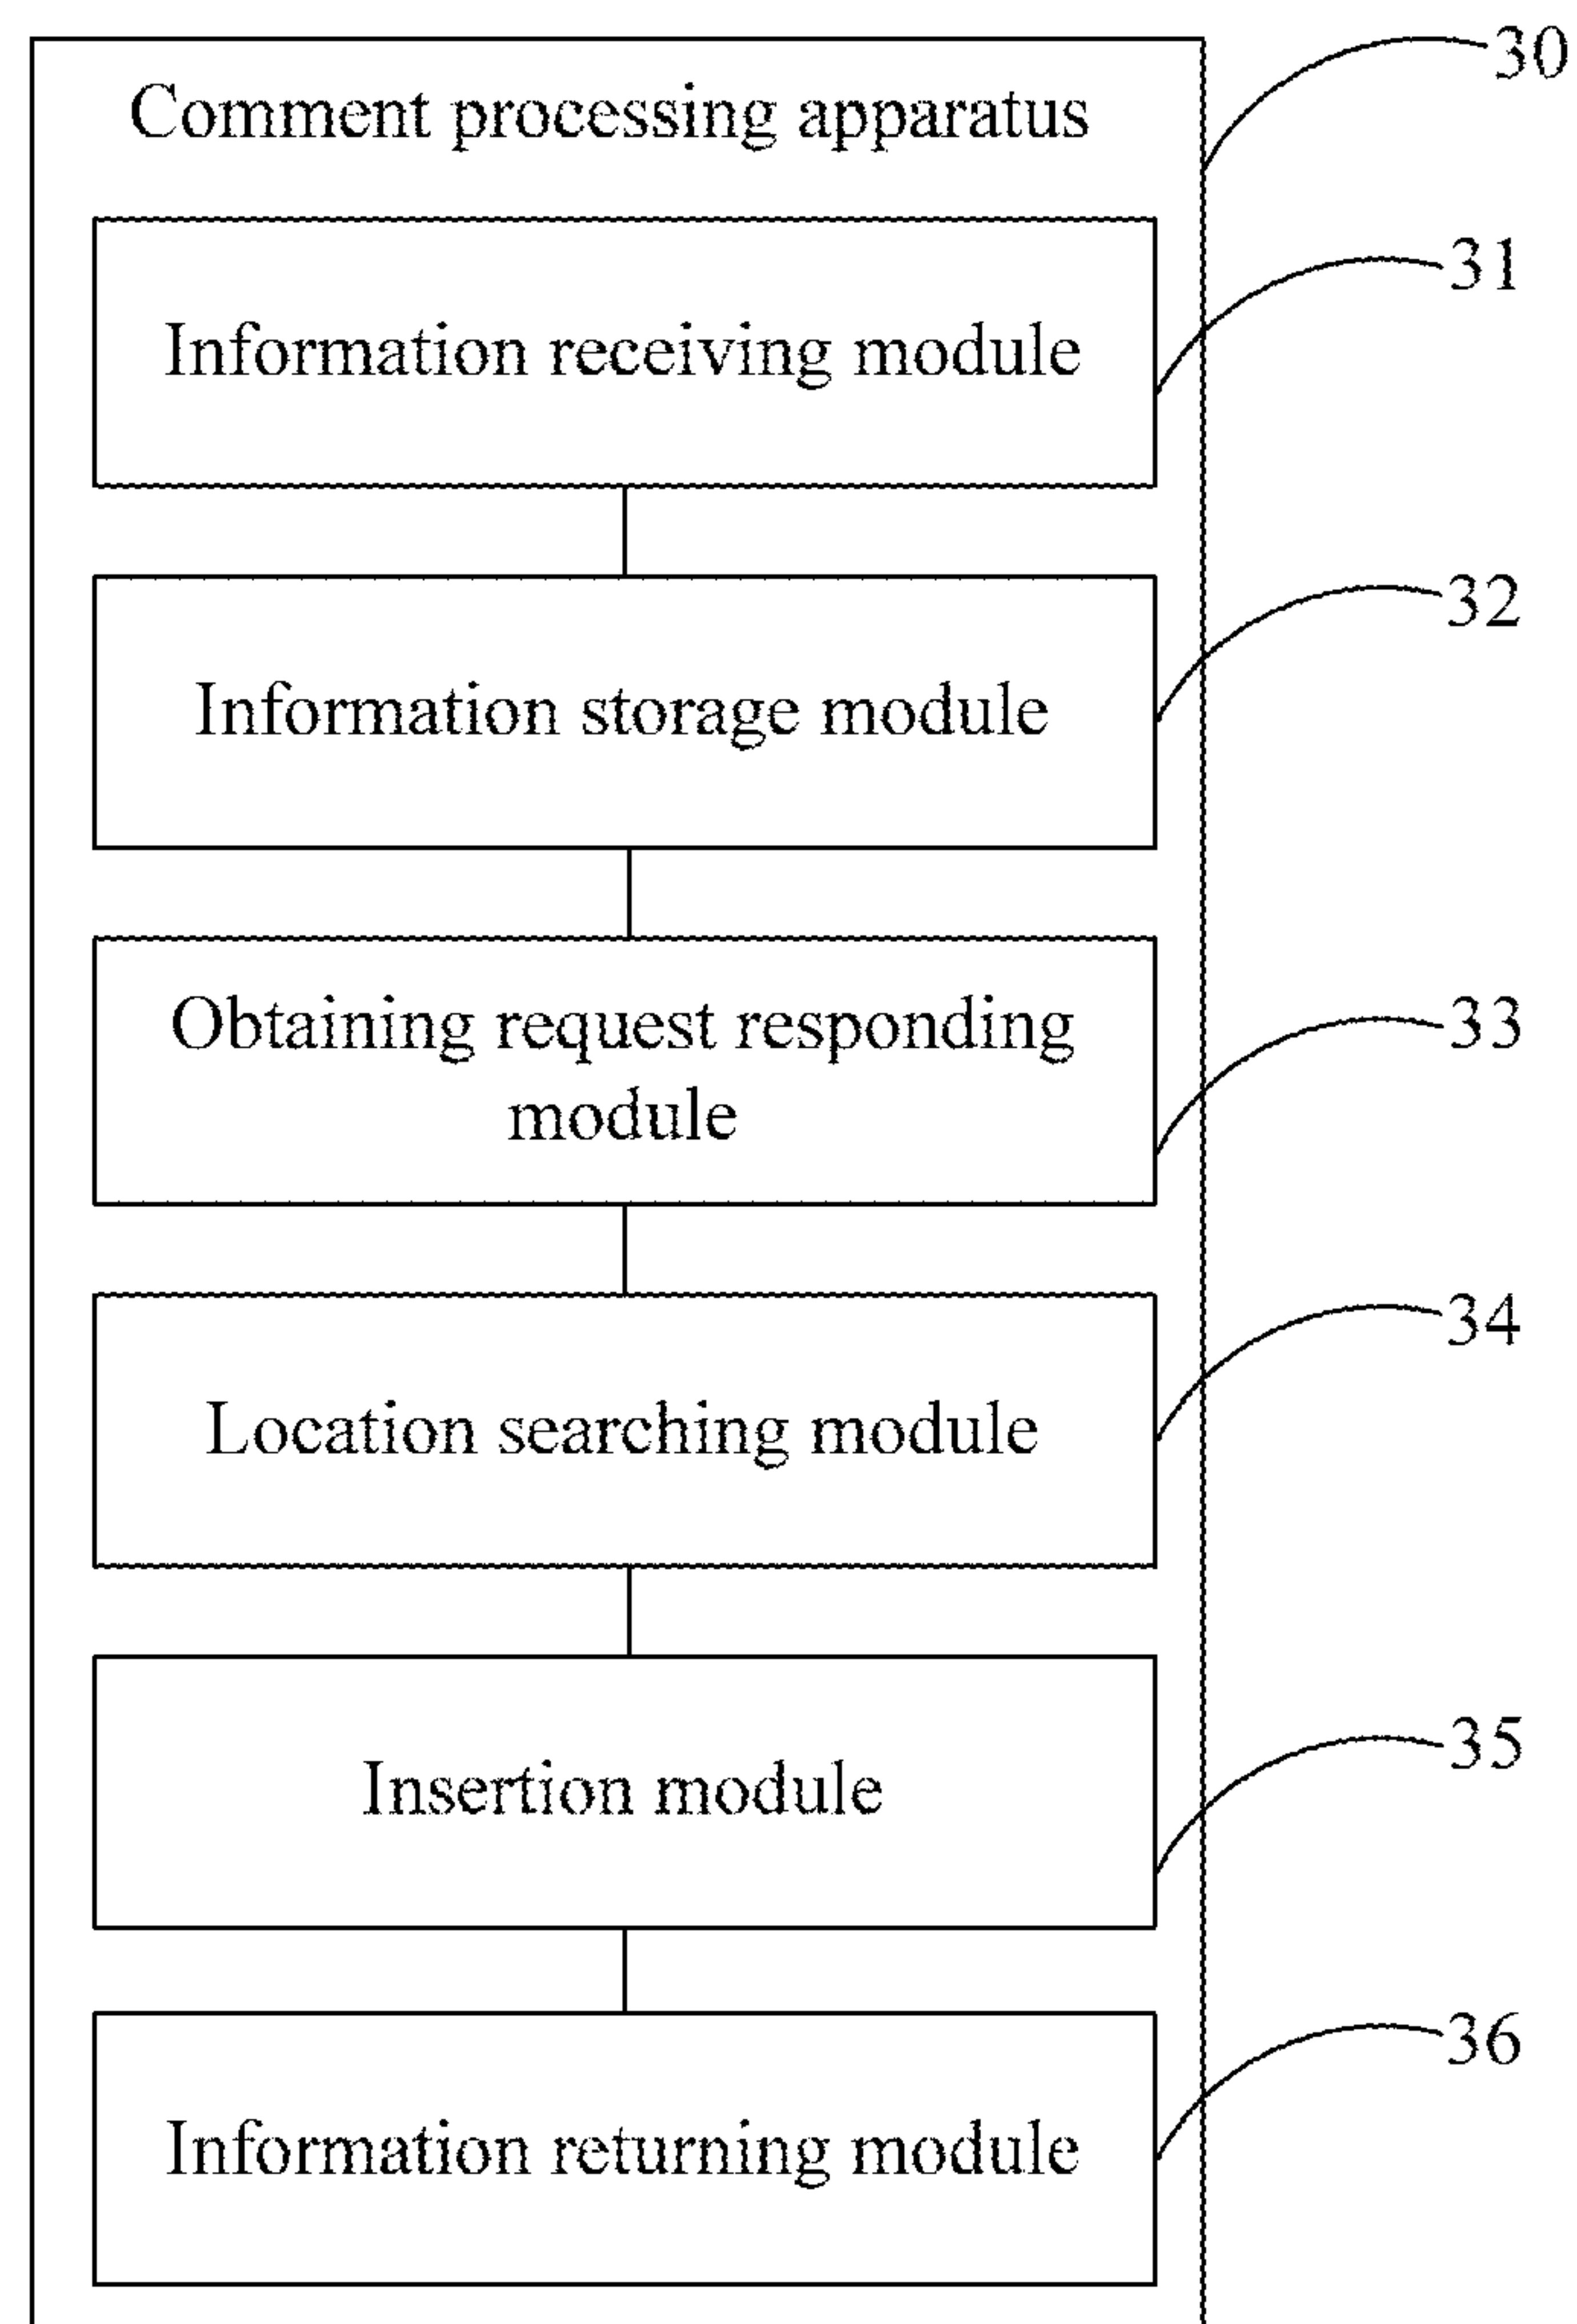 Comment processing apparatus
30
Information receiving module
31
Information storage module
32
Obtaining request responding
module
33
Location searching module
34
Insertion module
35
Information returning module
36